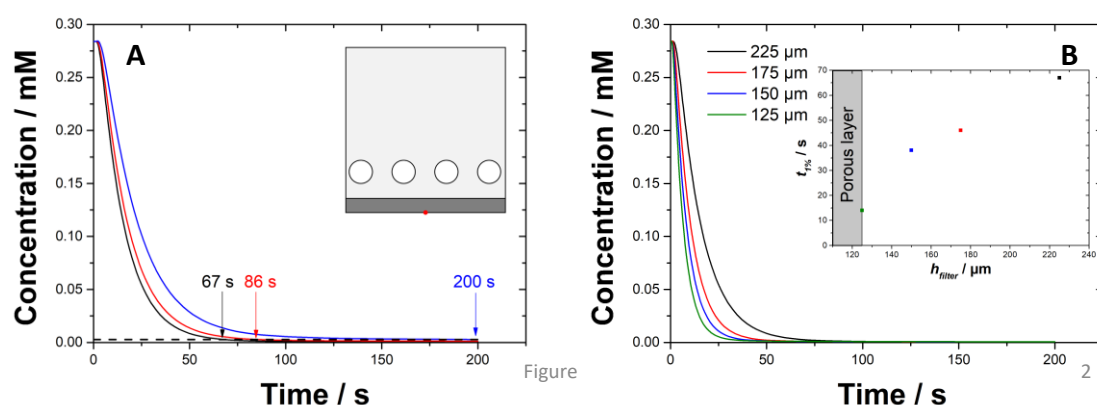 A
Concentration / mM
0.30
0.25
0.20
0.15
0.10
0.05
0.00
67 s
86 s
200 s
0
50
100
150
200
Time / s
Figure
B
Concentration / mM
0.30
0.25
0.20
0.15
0.10
0.05
0.00
225 µm
175 µm
150 µm
125 µm
t1% / s
70
60
50
40
30
20
10
0
Porous layer
120
140
160
180
200
220
240
hfilter / µm
0
50
100
150
200
Time / s
2